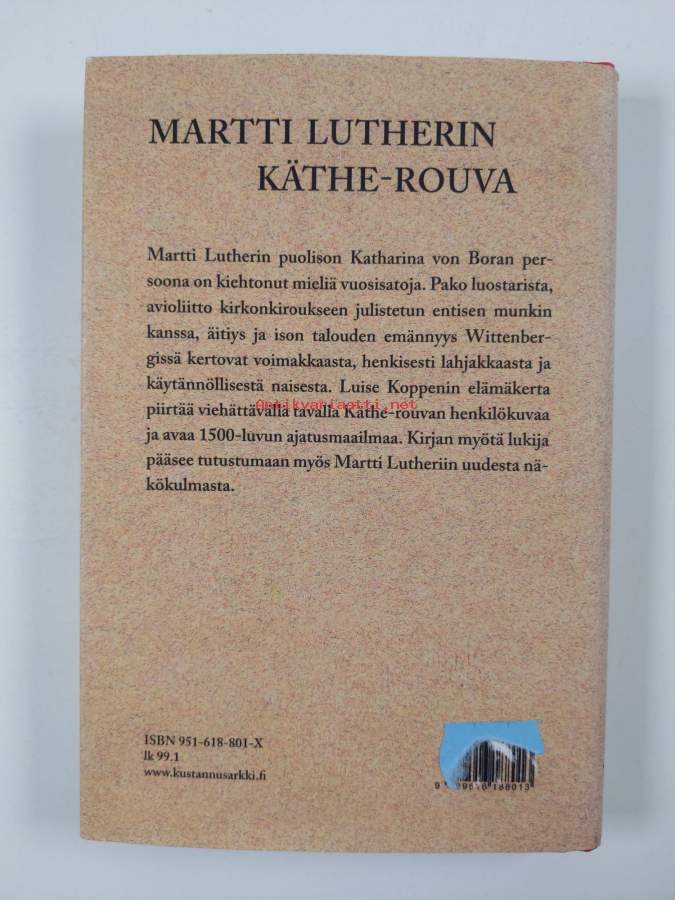 MARTTI LUTHERIN
KÄTHE-ROUVA
Martti Lutherin puolison Katharina von Boran per-
soona on kiehtonut mieliä vuosisatoja. Pako luostarista,
avioliitto kirkonkiroukseen julistetun entisen munkin
kanssa, äitiys ja ison talouden emännyys Wittenber-
gissä kertovat voimakkaasta, henkisesti lahjakkaasta ja
käytännöllisestä naisesta. Luise Koppenin elämäkerta
antikvariaatti.net
piirtää viehättävällä tavalla Käthe-rouvan henkilökuvaa
ja avaa 1500-luvun ajatusmaailmaa. Kirjan myötä lukija
pääsee tutustumaan myös Martti Lutheriin uudesta nä-
kökulmasta.
ISBN 951-618-801-X
lk 99.1
www.kustannusarkki.fi